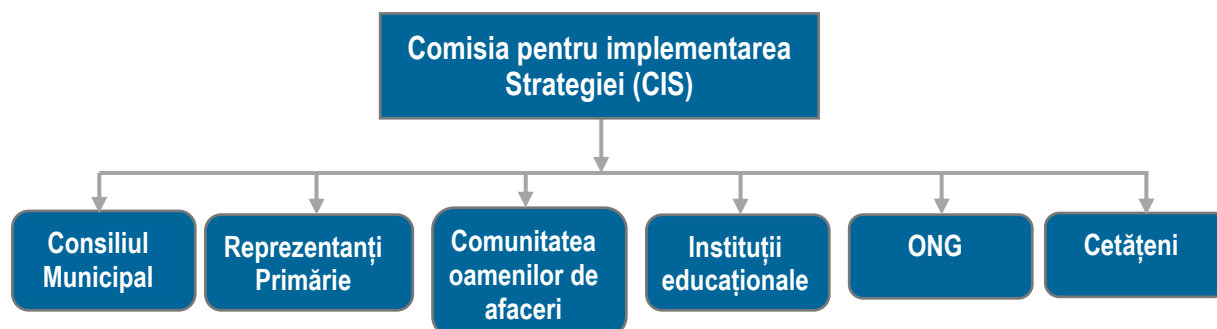 Comisia pentru implementarea
Strategiei (CIS)
Consiliul
Municipal
Reprezentanți
Primărie
Comunitatea
oamenilor de
afaceri
Instituții
educaționale
ONG
Cetățeni